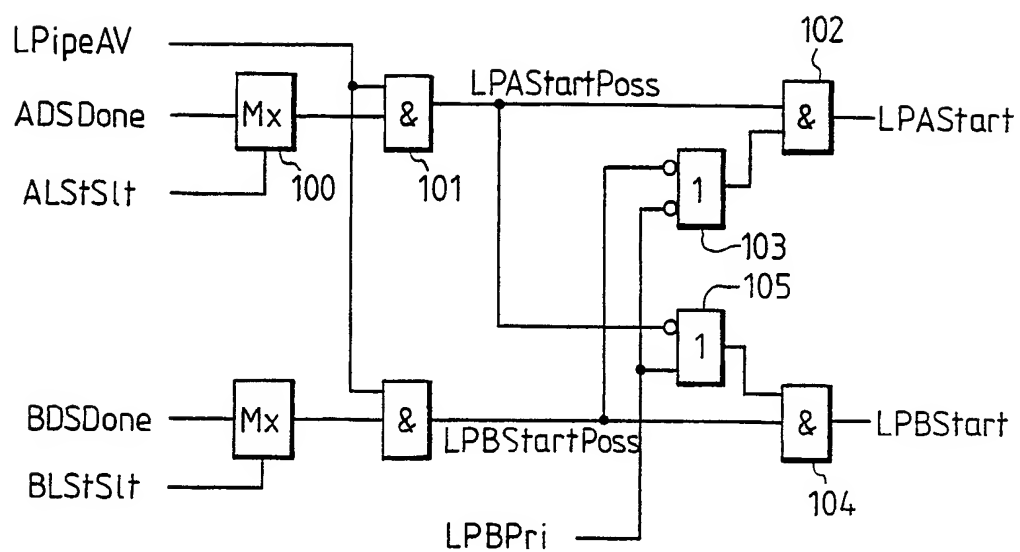 LPipeAV
102
ADSDone
Mx
&
LPAStartPoss
&
LPAStart
100
101
ALStSlt
1
103
105
1
BDSDone
Mx
&
LPBStartPoss
&
LPBStart
BLStSlt
104
LPBPri